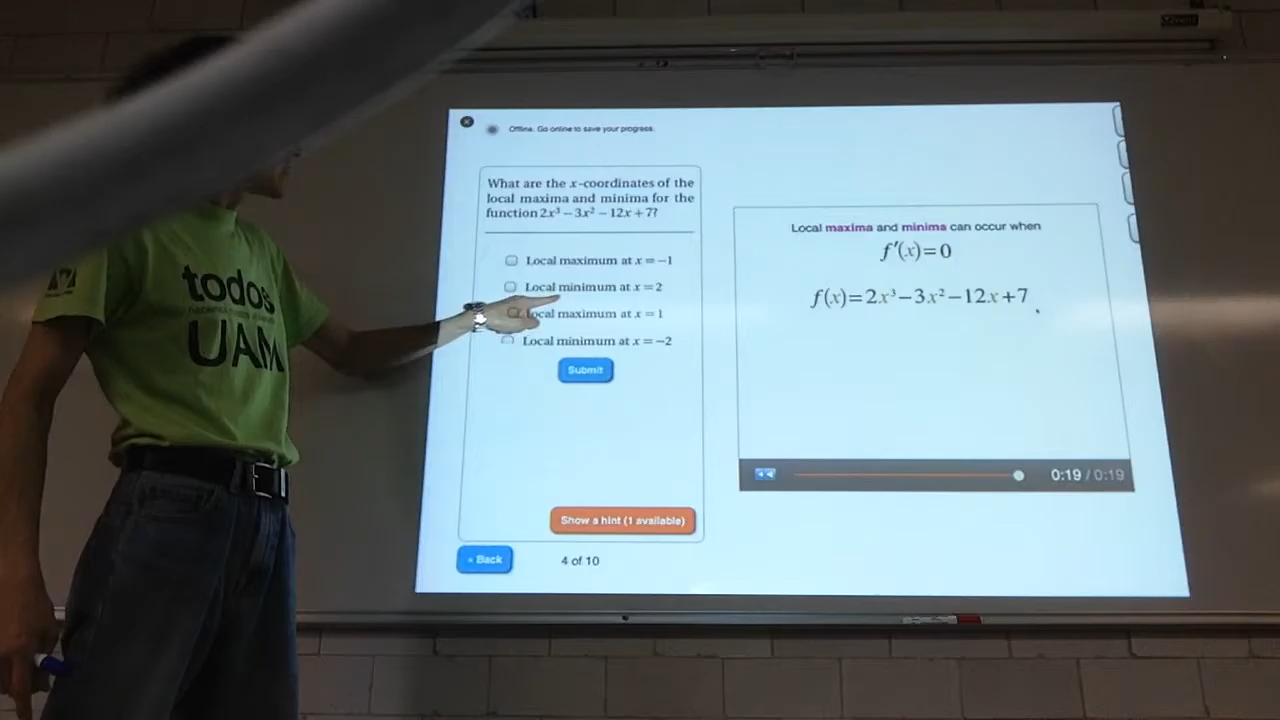 Offline. Go online to save your progress.
What are the x-coordinates of the
local maxima and minima for the
function 2x³ − 3x² − 12x + 7?
Local maximum at x = −1
Local minimum at x = 2
Local maximum at x = 1
Local minimum at x = −2
Submit
Show a hint (1 available)
« Back
4 of 10
Local maxima and minima can occur when
f′(x)=0
f(x)=2x³−3x²−12x+7
0:19 / 0:19
todos
UAM